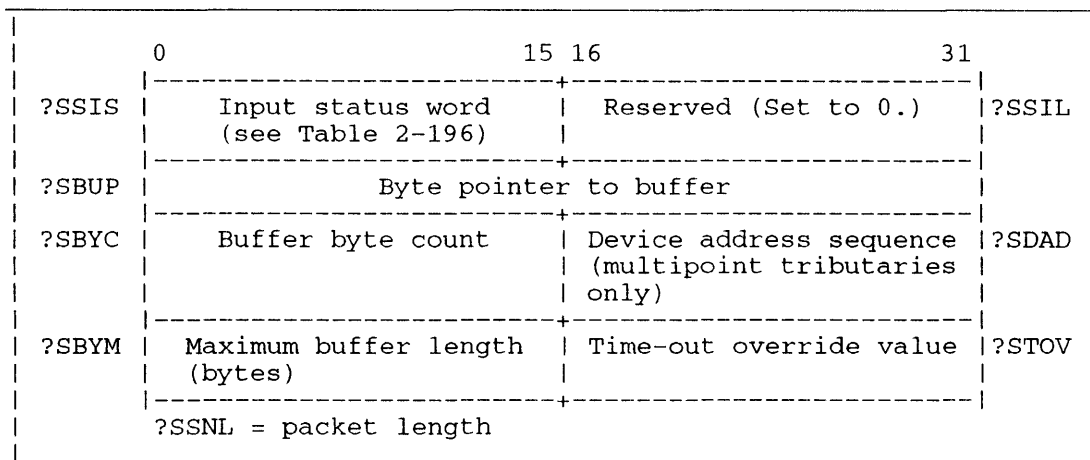 0 15 16 31
?SSIS Input status word Reserved (Set to 0.) ?SSIL
(see Table 2-196)
?SBUP Byte pointer to buffer
?SBYC Buffer byte count Device address sequence ?SDAD
(multipoint tributaries
only)
?SBYM Maximum buffer length Time-out override value ?STOV
(bytes)
?SSNL = packet length